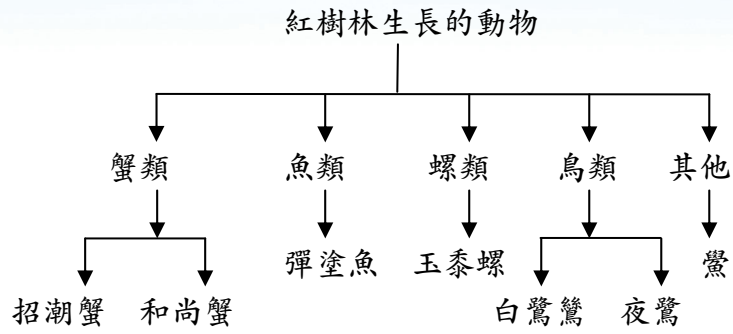 紅樹林生長的動物
蟹類 魚類 螺類 鳥類 其他
彈塗魚 玉黍螺 鱟
招潮蟹 和尚蟹 白鷺鷥 夜鷺